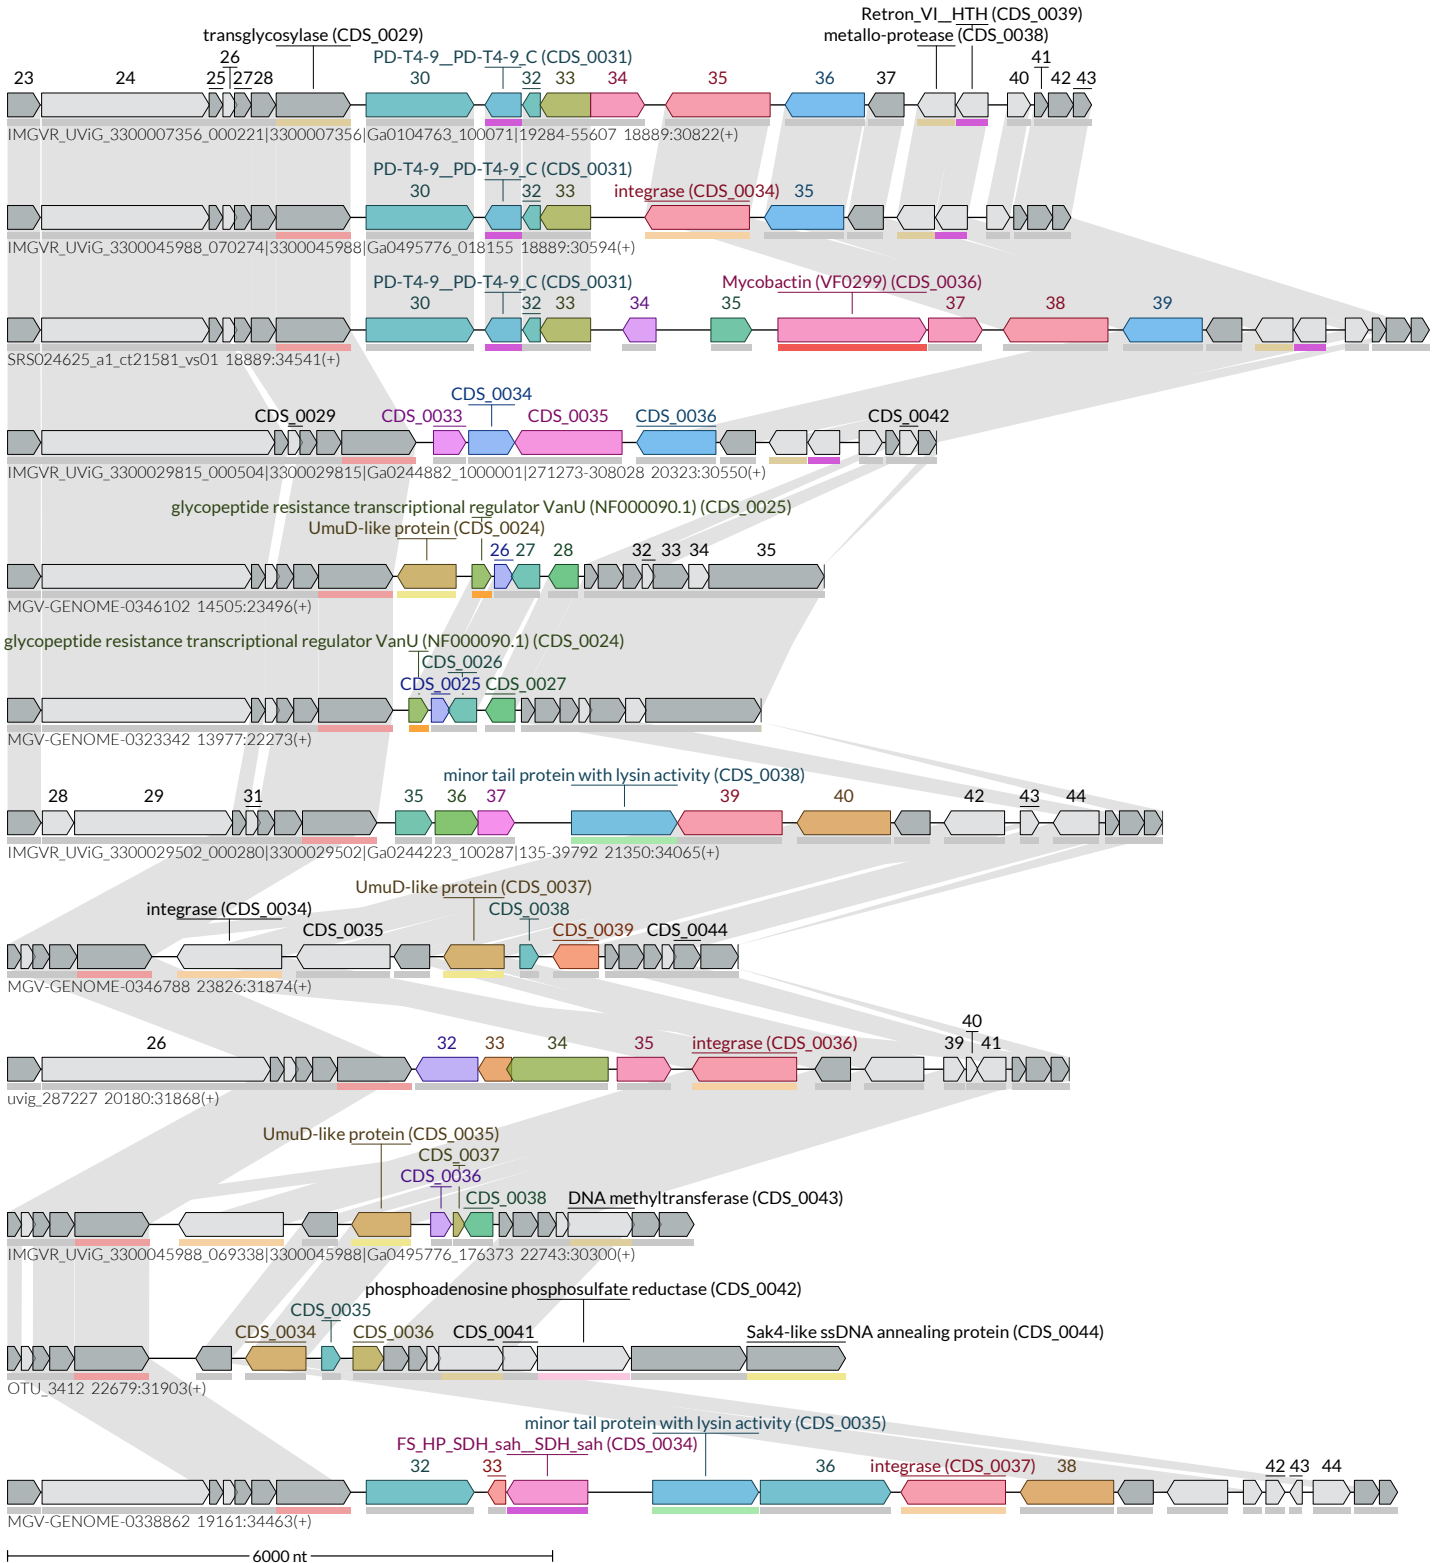 Retron_VI__HTH (CDS_0039)
transglycosylase (CDS_0029) metallo-protease (CDS_0038)
26 PD-T4-9__PD-T4-9_C (CDS_0031) 41
23 24 25 27 28 30 32 33 34 35 36 37 40 42 43
IMGVR_UViG_3300007356_000221|3300007356|Ga0104763_100071|19284-55607 18889:30822(+)
PD-T4-9__PD-T4-9_C (CDS_0031)
30 32 33 integrase (CDS_0034) 35
IMGVR_UViG_3300045988_070274|3300045988|Ga0495776_018155 18889:30594(+)
PD-T4-9__PD-T4-9_C (CDS_0031) Mycobactin (VF0299) (CDS_0036)
30 32 33 34 35 37 38 39
SRS024625_a1_ct21581_vs01 18889:34541(+)
CDS_0034
CDS_0029 CDS_0033 CDS_0035 CDS_0036 CDS_0042
IMGVR_UViG_3300029815_000504|3300029815|Ga0244882_1000001|271273-308028 20323:30550(+)
glycopeptide resistance transcriptional regulator VanU (NF000090.1) (CDS_0025)
UmuD-like protein (CDS_0024)
26 27 28 32 33 34 35
MGV-GENOME-0346102 14505:23496(+)
glycopeptide resistance transcriptional regulator VanU (NF000090.1) (CDS_0024)
CDS_0026
CDS_0025 CDS_0027
MGV-GENOME-0323342 13977:22273(+)
minor tail protein with lysin activity (CDS_0038)
28 29 31 35 36 37 39 40 42 43 44
IMGVR_UViG_3300029502_000280|3300029502|Ga0244223_100287|135-39792 21350:34065(+)
UmuD-like protein (CDS_0037)
integrase (CDS_0034) CDS_0038
CDS_0035 CDS_0039 CDS_0044
MGV-GENOME-0346788 23826:31874(+)
40
26 32 33 34 35 integrase (CDS_0036) 39 41
uvig_287227 20180:31868(+)
UmuD-like protein (CDS_0035)
CDS_0037
CDS_0036
CDS_0038 DNA methyltransferase (CDS_0043)
IMGVR_UViG_3300045988_069338|3300045988|Ga0495776_176373 22743:30300(+)
phosphoadenosine phosphosulfate reductase (CDS_0042)
CDS_0035
CDS_0034 CDS_0036 CDS_0041 Sak4-like ssDNA annealing protein (CDS_0044)
OTU_3412 22679:31903(+)
minor tail protein with lysin activity (CDS_0035)
FS_HP_SDH_sah__SDH_sah (CDS_0034)
32 33 36 integrase (CDS_0037) 38 42 43 44
MGV-GENOME-0338862 19161:34463(+)
6000 nt